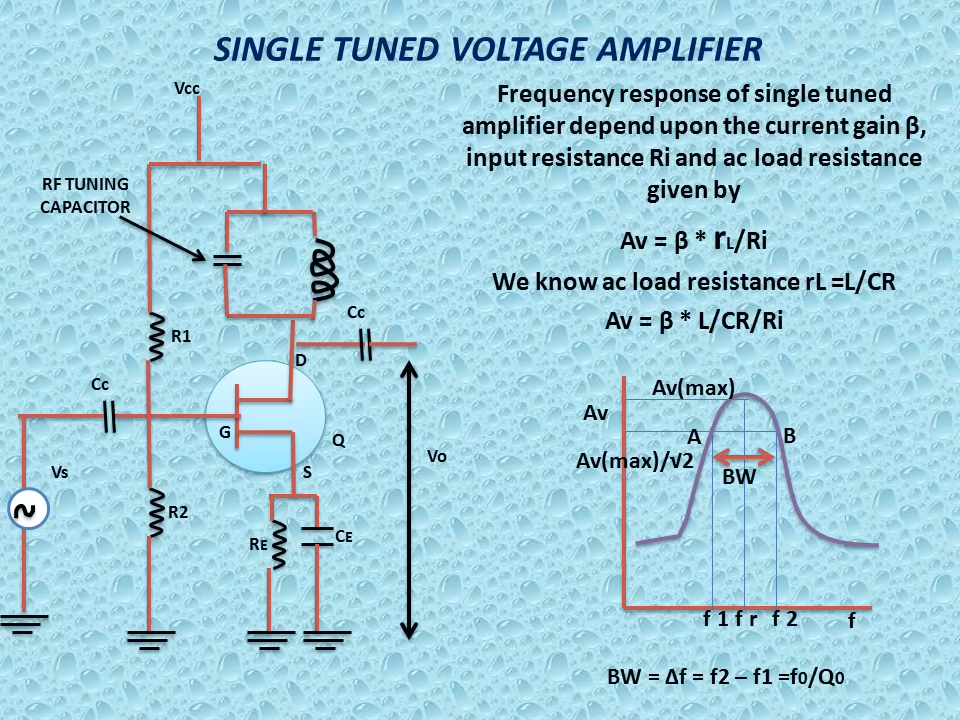 SINGLE TUNED VOLTAGE AMPLIFIER
Vcc
RF TUNING
CAPACITOR
R1
Cc
D
Cc
G
Q
S
Vs
Vo
R2
RE
CE
Frequency response of single tuned
amplifier depend upon the current gain β,
input resistance Ri and ac load resistance
given by
Av = β * rL/Ri
We know ac load resistance rL =L/CR
Av = β * L/CR/Ri
Av(max)
Av
A
B
Av(max)/√2
BW
f 1 f r f 2
f
BW = Δf = f2 – f1 =f0/Q0